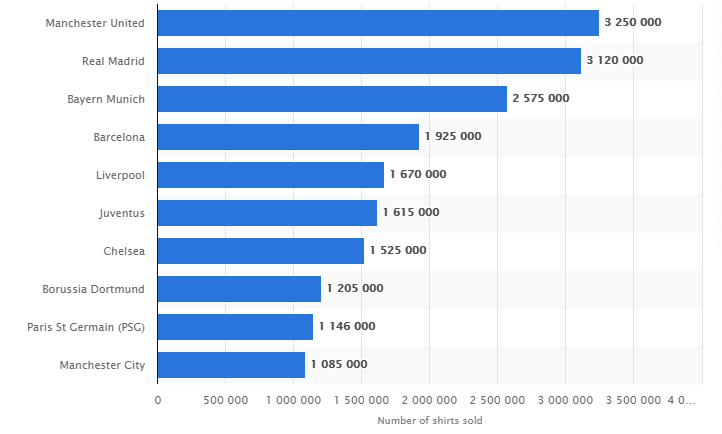 Manchester United 3 250 000
Real Madrid 3 120 000
Bayern Munich 2 575 000
Barcelona 1 925 000
Liverpool 1 670 000
Juventus 1 615 000
Chelsea 1 525 000
Borussia Dortmund 1 205 000
Paris St Germain (PSG) 1 146 000
Manchester City 1 085 000
0 500 000 1 000 000 1 500 000 2 000 000 2 500 000 3 000 000 3 500 000 4 0...
Number of shirts sold